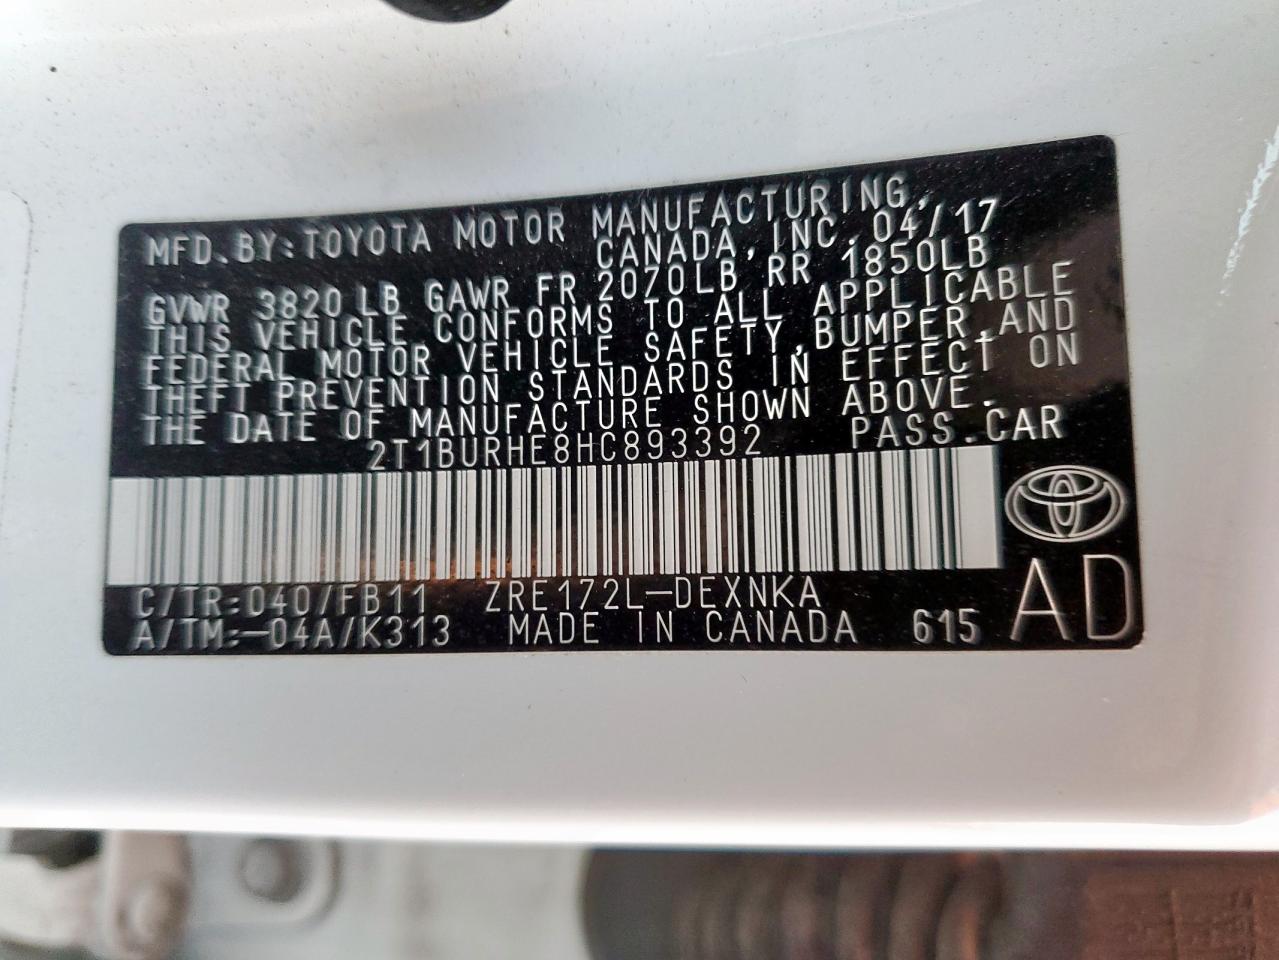 MFD.BY:TOYOTA MOTOR MANUFACTURING,
CANADA,INC. 04/17
GVWR 3820LB GAWR FR 2070LB RR 1850LB
THIS VEHICLE CONFORMS TO ALL APPLICABLE
FEDERAL MOTOR VEHICLE SAFETY,BUMPER,AND
THEFT PREVENTION STANDARDS IN EFFECT ON
THE DATE OF MANUFACTURE SHOWN ABOVE.
2T1BURHE8HC893392 PASS.CAR
C/TR:040/FB11 ZRE172L-DEXNKA
A/TM:-04A/K313 MADE IN CANADA 615 AD